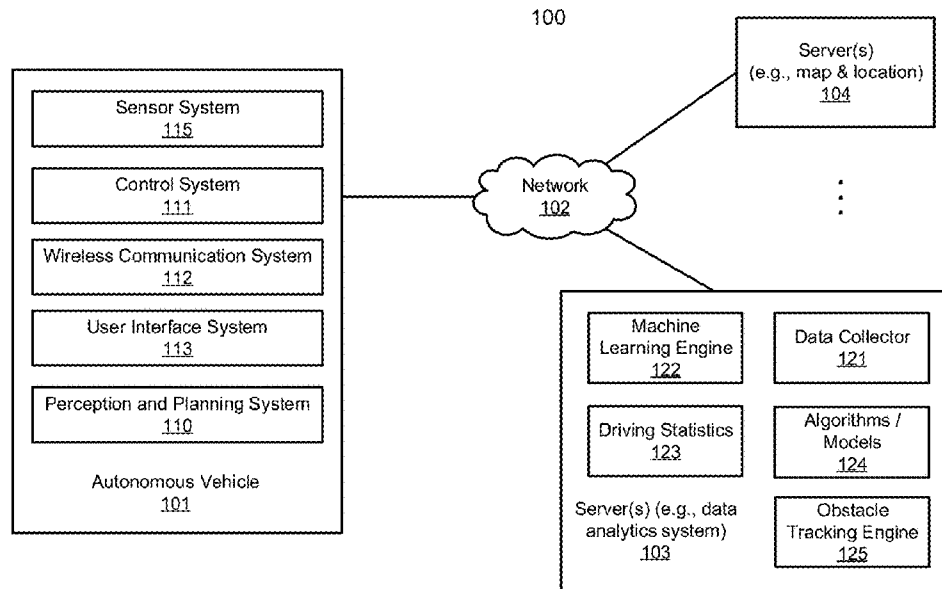 100
Sensor System
115
Control System
111
Wireless Communication System
112
User Interface System
113
Perception and Planning System
110
Autonomous Vehicle
101
Network
102
Server(s)
(e.g., map & location)
104
Machine
Learning Engine
122
Data Collector
121
Driving Statistics
123
Algorithms /
Models
124
Server(s) (e.g., data
analytics system)
103
Obstacle
Tracking Engine
125